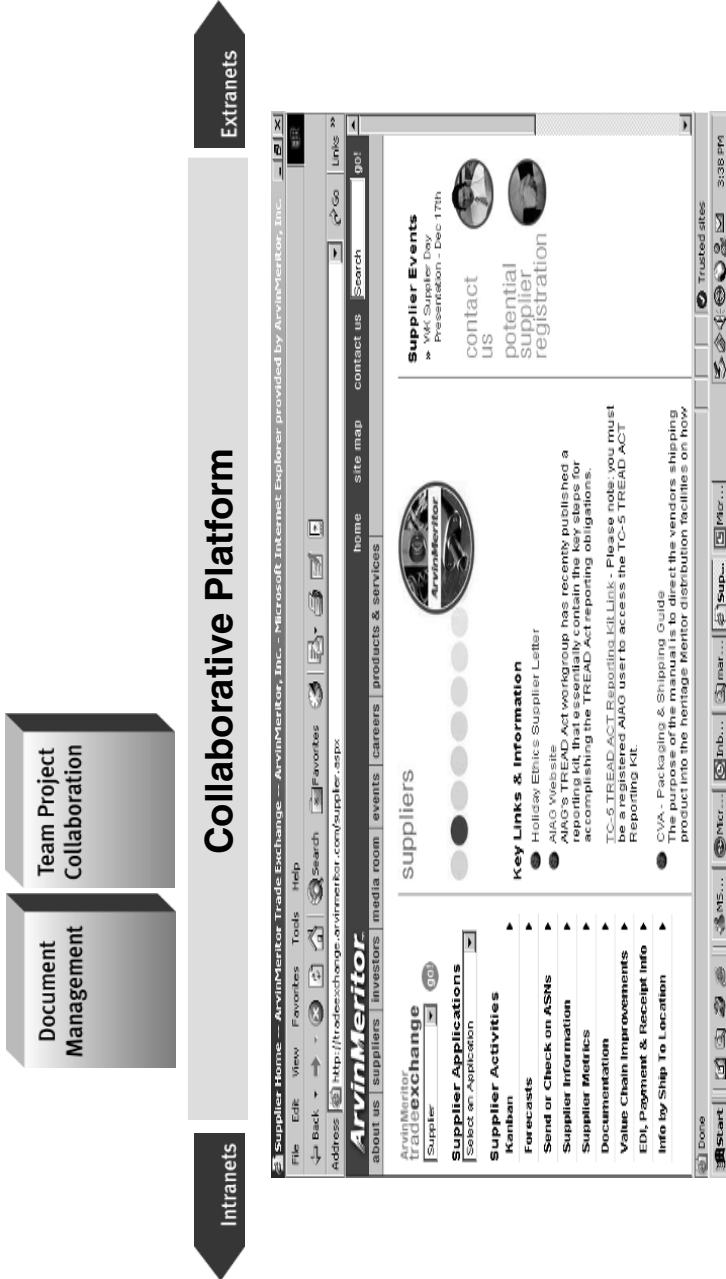 Document
Management
Team Project
Collaboration
Intranets
Collaborative Platform
Extranets
Supplier Home -- ArvinMeritor Trade Exchange -- ArvinMeritor, Inc. - Microsoft Internet Explorer provided by ArvinMeritor, Inc.
File Edit View Favorites Tools Help
Back Search Favorites
Address http://tradeexchange.arvinmeritor.com/supplier.aspx Go Links »
ArvinMeritor home site map contact us Search go!
about us suppliers investors media room events careers products & services
ArvinMeritor
tradeexchange
Supplier go!
Supplier Applications
Select an Application
Supplier Activities
Kanban
Forecasts
Send or Check on ASNs
Supplier Information
Supplier Metrics
Documentation
Value Chain Improvements
EDI, Payment & Receipt Info
Info by Ship To Location
suppliers
ArvinMeritor
Key Links & Information
Holiday Ethics Supplier Letter
AIAG Website
AIAG's TREAD Act workgroup has recently published a
reporting kit, that essentially contain the key steps for
accomplishing the TREAD Act reporting obligations.
TC-5 TREAD ACT Reporting Kit Link - Please note: you must
be a registered AIAG user to access the TC-5 TREAD ACT
Reporting Kit.
CVA - Packaging & Shipping Guide
The purpose of the manual is to direct the vendors shipping
product into the heritage Meritor distribution facilities on how
Supplier Events
» VVK Supplier Day
Presentation - Dec 17th
contact
us
potential
supplier
registration
Done Trusted sites
Start MS... Micr... Inb... mar... Sup... Micr... 3:38 PM